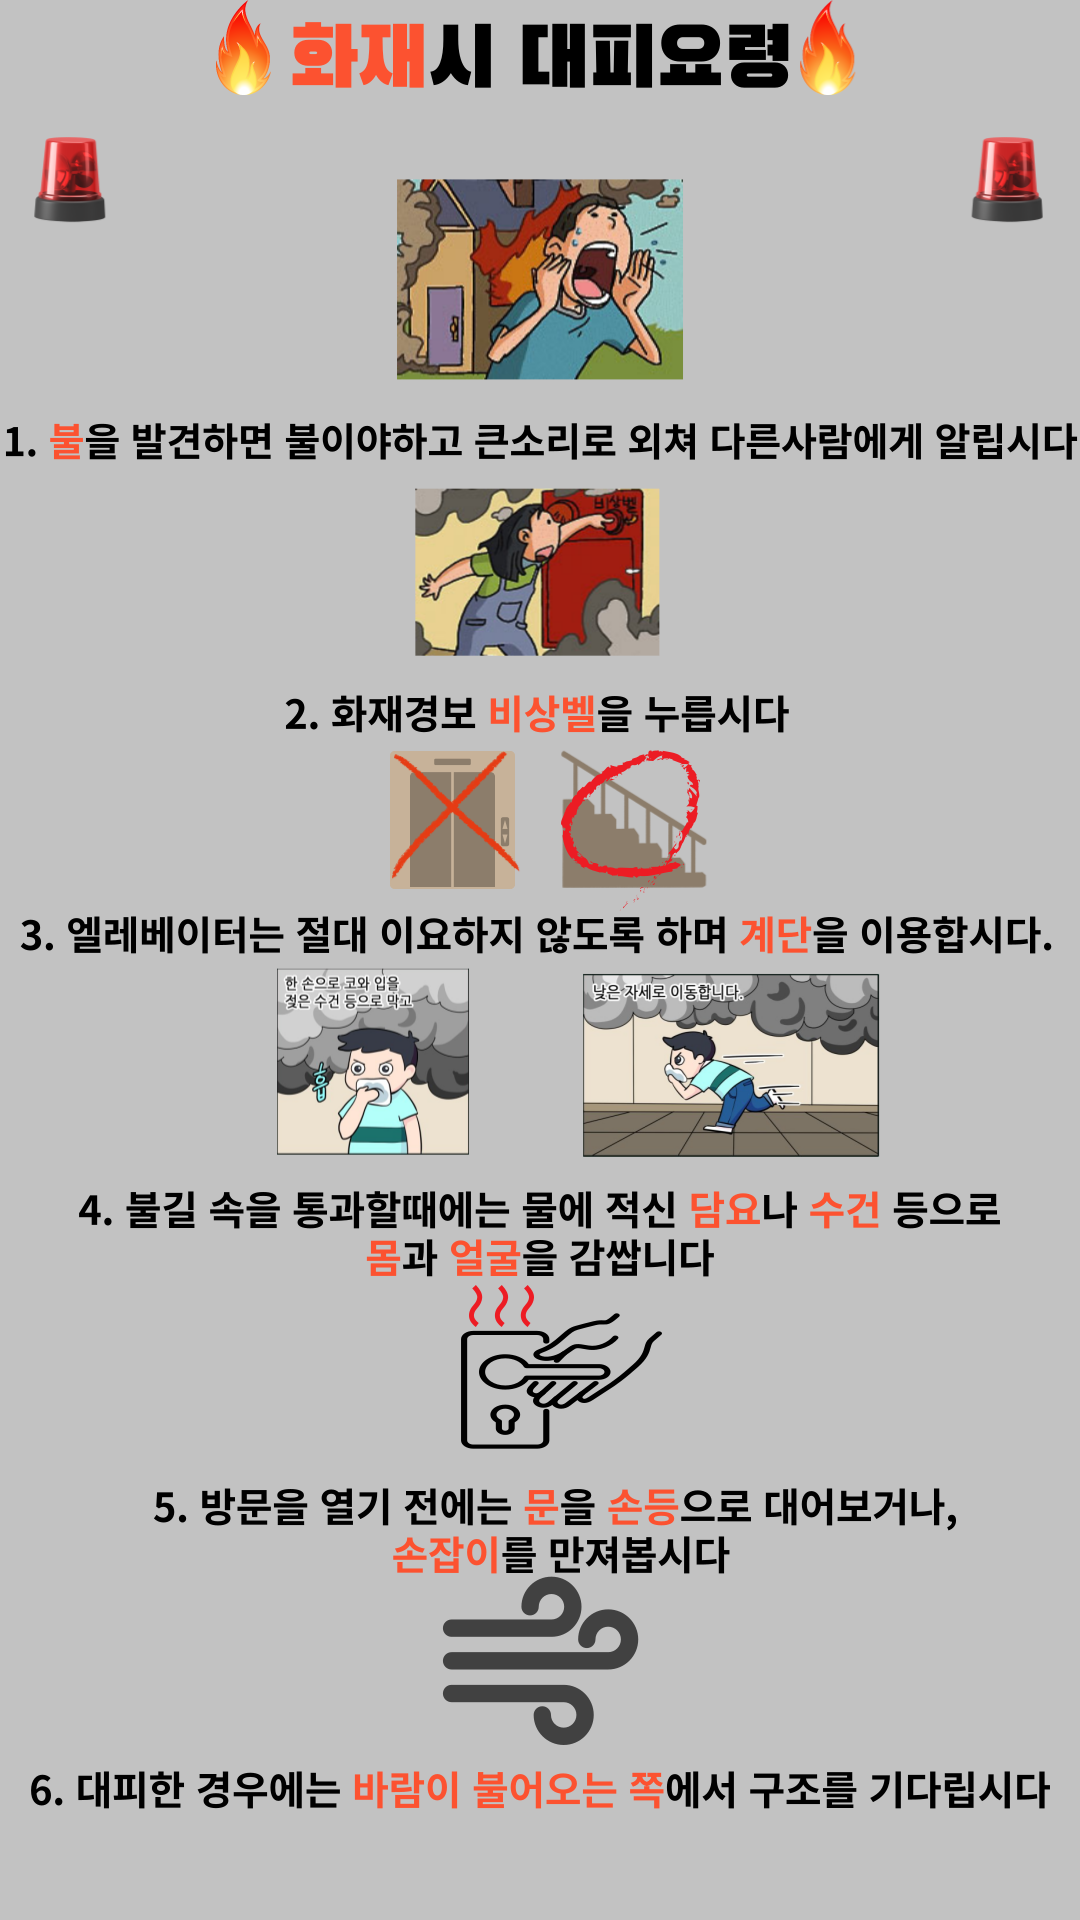 화재시 대피요령
1. 불을 발견하면 불이야하고 큰소리로 외쳐 다른사람에게 알립시다
비상벨
2. 화재경보 비상벨을 누릅시다
3. 엘레베이터는 절대 이요하지 않도록 하며 계단을 이용합시다.
한 손으로 코와 입을
젖은 수건 등으로 막고
흡
낮은 자세로 이동합니다.
4. 불길 속을 통과할때에는 물에 적신 담요나 수건 등으로
몸과 얼굴을 감쌉니다
5. 방문을 열기 전에는 문을 손등으로 대어보거나,
손잡이를 만져봅시다
6. 대피한 경우에는 바람이 불어오는 쪽에서 구조를 기다립시다